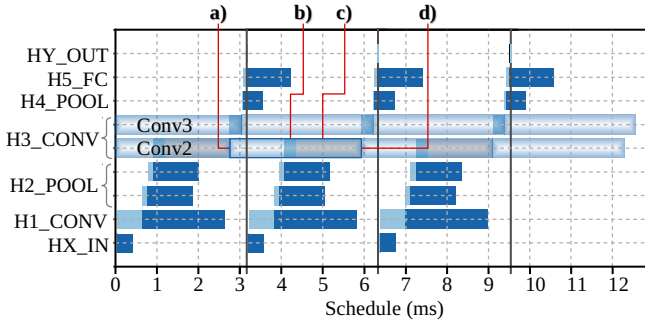 a) b) c) d)
HY_OUT
H5_FC
H4_POOL
Conv3
H3_CONV
Conv2
H2_POOL
H1_CONV
HX_IN
0 1 2 3 4 5 6 7 8 9 10 11 12
Schedule (ms)